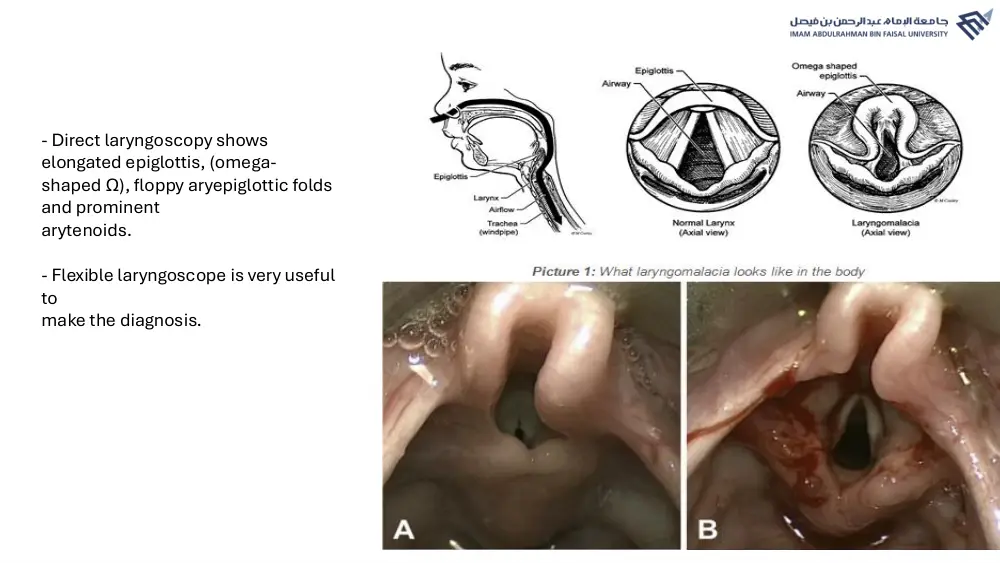 جامعة الإمام عبدالرحمن بن فيصل
IMAM ABDULRAHMAN BIN FAISAL UNIVERSITY
- Direct laryngoscopy shows
elongated epiglottis, (omega-
shaped Ω), floppy aryepiglottic folds
and prominent
arytenoids.
- Flexible laryngoscope is very useful
to
make the diagnosis.
Epiglottis
Larynx
Airflow
Trachea
(windpipe)
Epiglottis
Airway
Normal Larynx
(Axial view)
Omega shaped
epiglottis
Airway
Laryngomalacia
(Axial view)
Picture 1: What laryngomalacia looks like in the body
A
B